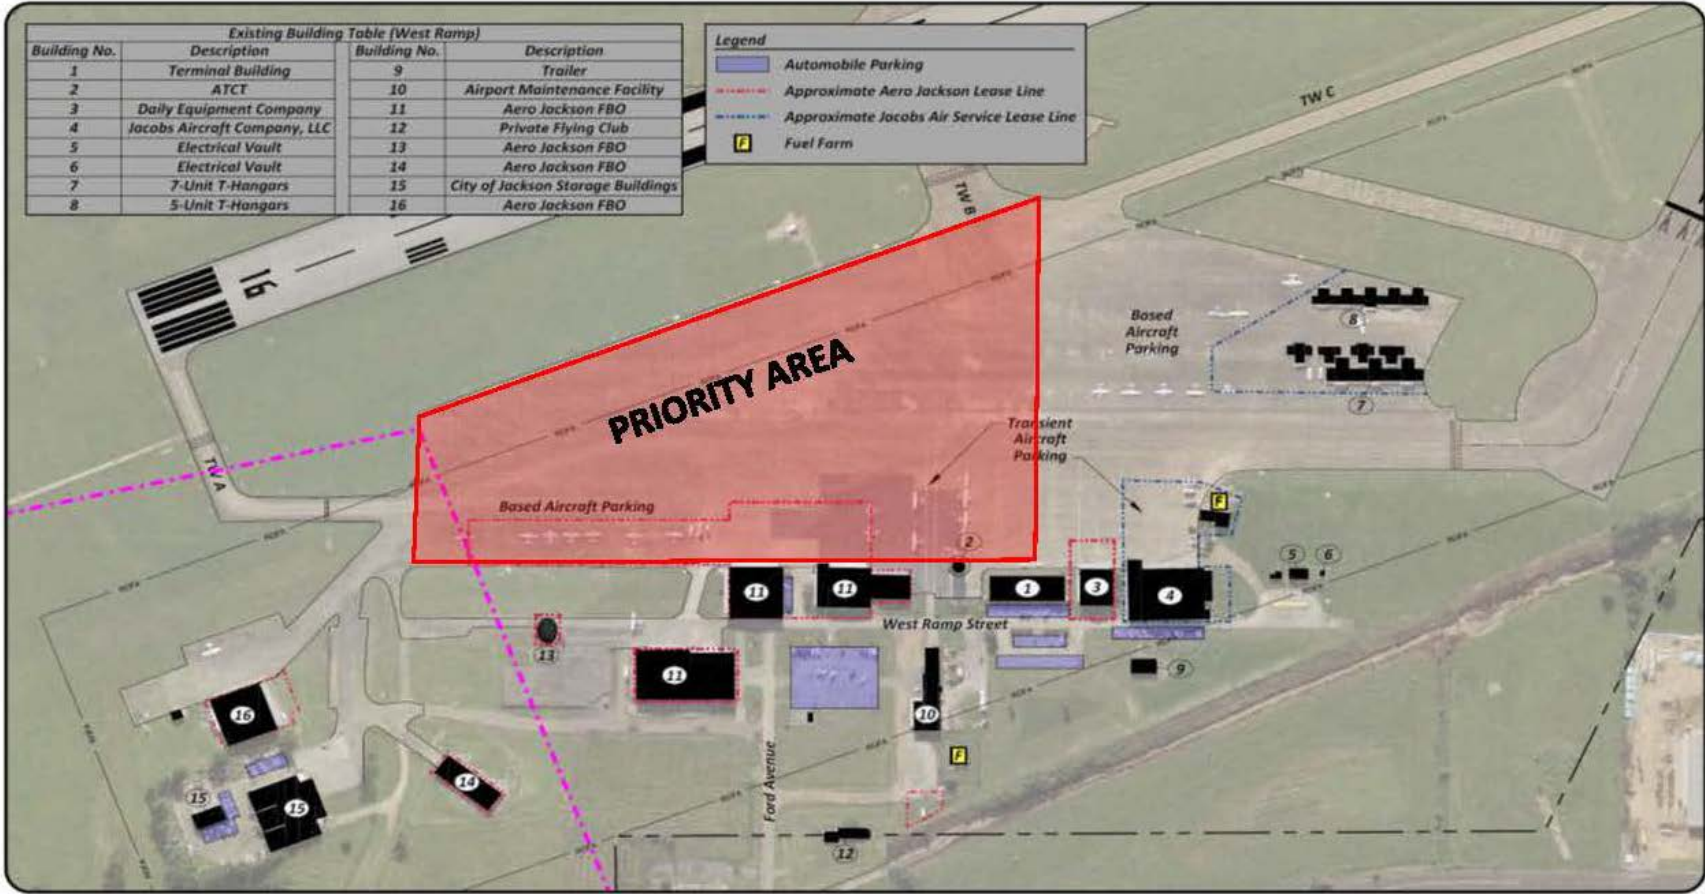 Existing Building Table (West Ramp)
Building No. Description Building No. Description
1 Terminal Building 9 Trailer
2 ATCT 10 Airport Maintenance Facility
3 Daily Equipment Company 11 Aero Jackson FBO
4 Jacobs Aircraft Company, LLC 12 Private Flying Club
5 Electrical Vault 13 Aero Jackson FBO
6 Electrical Vault 14 Aero Jackson FBO
7 7-Unit T-Hangars 15 City of Jackson Storage Buildings
8 5-Unit T-Hangars 16 Aero Jackson FBO
Legend
Automobile Parking
Approximate Aero Jackson Lease Line
Approximate Jacobs Air Service Lease Line
F Fuel Farm
TW C
TW B
16
Based
Aircraft
Parking
8
7
PRIORITY AREA
Transient
Aircraft
Parking
TW A
Based Aircraft Parking
F
2
5
6
11
11
1
3
4
West Ramp Street
13
11
9
16
10
F
14
Ford Avenue
15
15
12